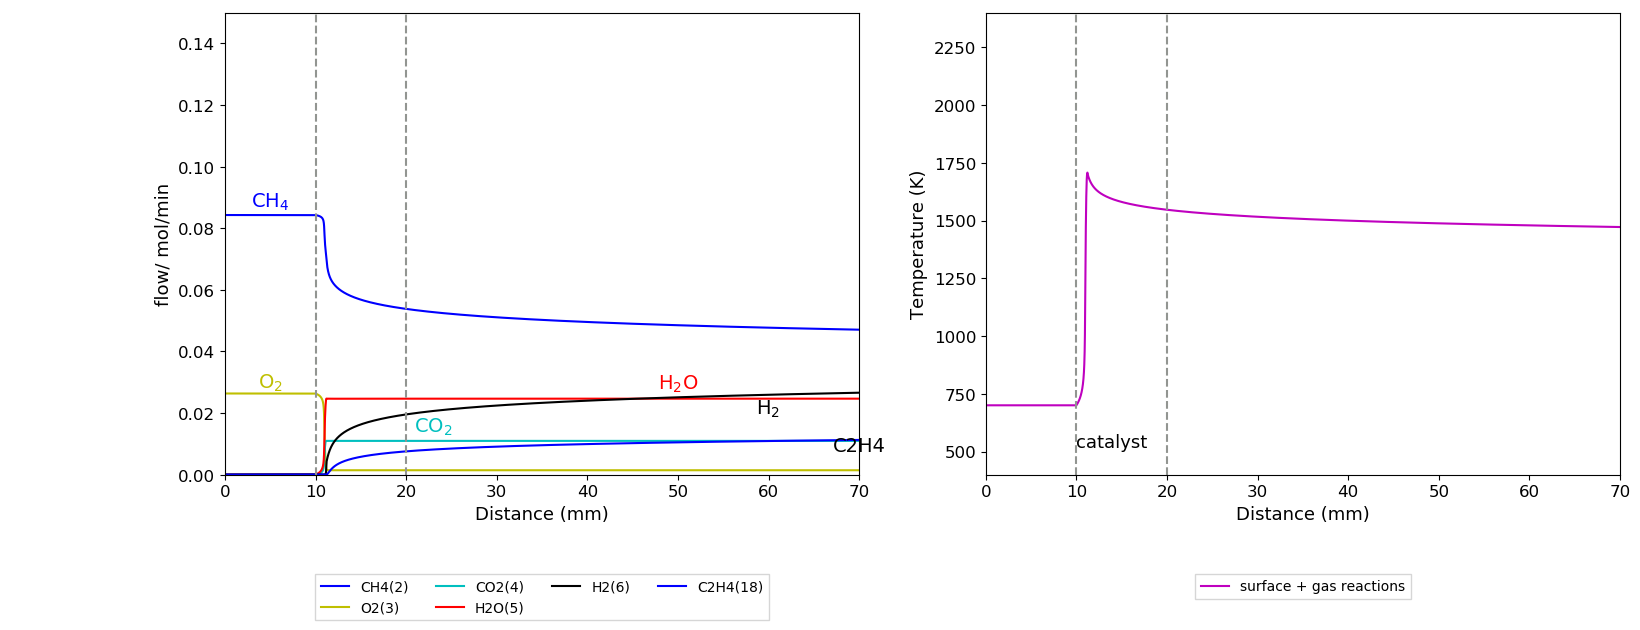 0.14
0.12
0.10
0.08
0.06
0.04
0.02
0.00
flow/ mol/min
CH4
O2
CO2
H2O
H2
C2H4
0 10 20 30 40 50 60 70
Distance (mm)
CH4(2) CO2(4) H2(6) C2H4(18)
O2(3) H2O(5)
2250
2000
1750
1500
1250
1000
750
500
Temperature (K)
catalyst
0 10 20 30 40 50 60 70
Distance (mm)
surface + gas reactions